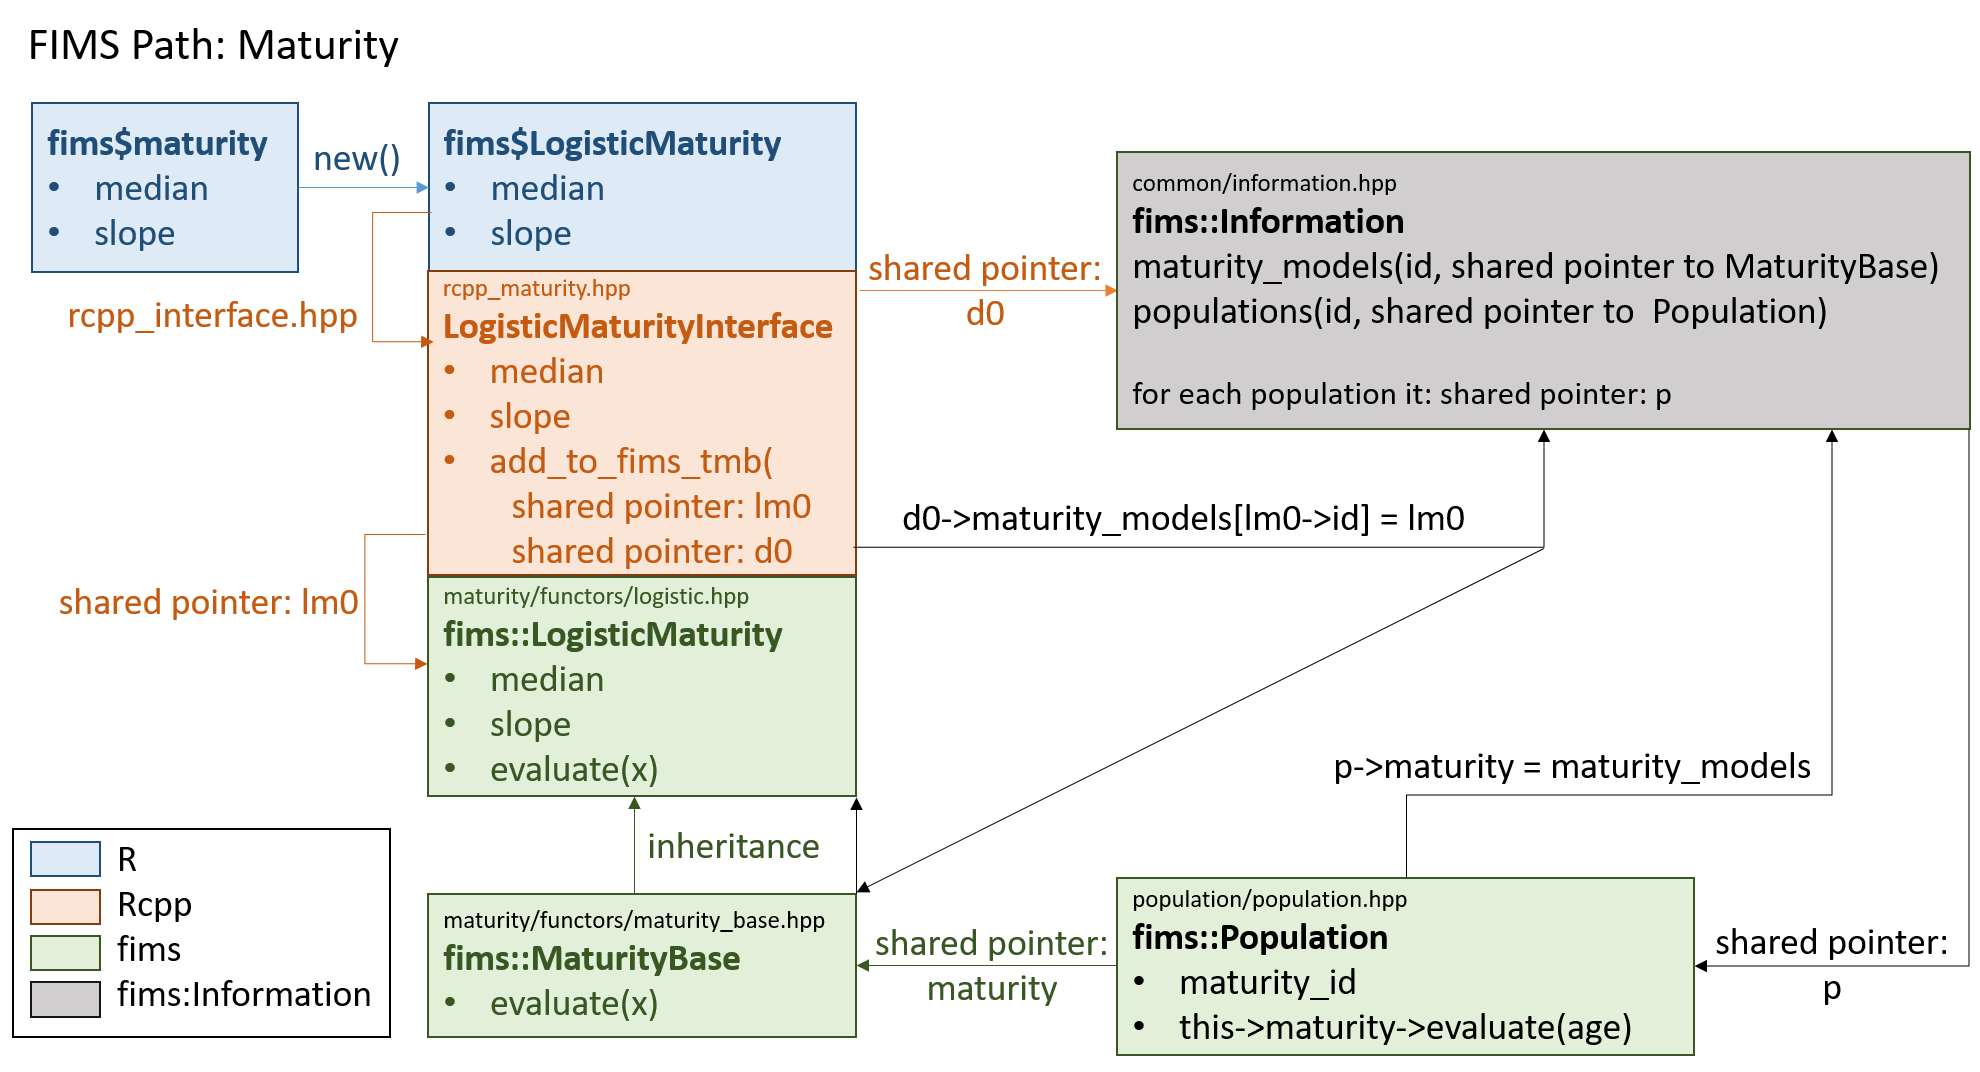 FIMS Path: Maturity
fims$maturity
• median
• slope
new()
fims$LogisticMaturity
• median
• slope
rcpp_interface.hpp
rcpp_maturity.hpp
LogisticMaturityInterface
• median
• slope
• add_to_fims_tmb(
shared pointer: lm0
shared pointer: d0
shared pointer:
d0
common/information.hpp
fims::Information
maturity_models(id, shared pointer to MaturityBase)
populations(id, shared pointer to  Population)
for each population it: shared pointer: p
d0->maturity_models[lm0->id] = lm0
shared pointer: lm0
maturity/functors/logistic.hpp
fims::LogisticMaturity
• median
• slope
• evaluate(x)
inheritance
p->maturity = maturity_models
R
Rcpp
fims
fims:Information
maturity/functors/maturity_base.hpp
fims::MaturityBase
• evaluate(x)
shared pointer:
maturity
population/population.hpp
fims::Population
• maturity_id
• this->maturity->evaluate(age)
shared pointer:
p